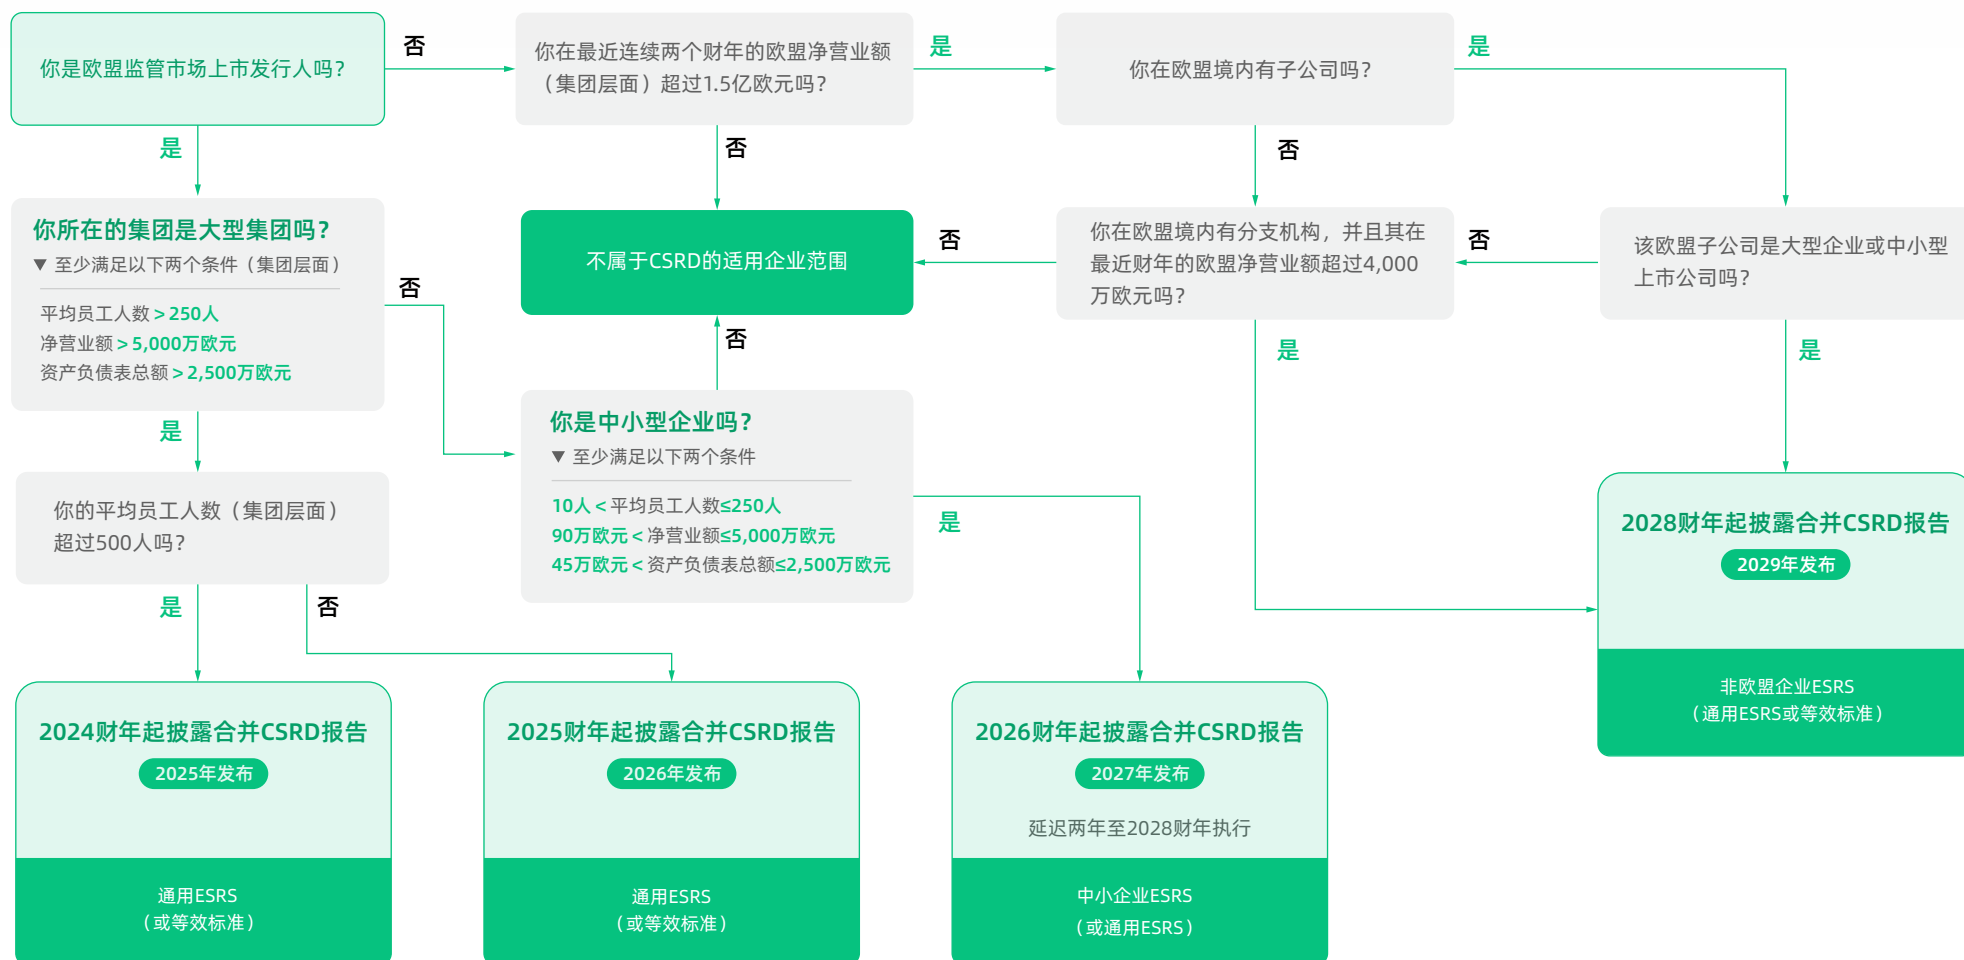 你是欧盟监管市场上市发行人吗？
否
你在最近连续两个财年的欧盟净营业额
（集团层面）超过1.5亿欧元吗？
是
你在欧盟境内有子公司吗？
是
是
否
否
你所在的集团是大型集团吗？
▼ 至少满足以下两个条件（集团层面）
平均员工人数 > 250人
净营业额 > 5,000万欧元
资产负债表总额 > 2,500万欧元
否
不属于CSRD的适用企业范围
否
你在欧盟境内有分支机构，并且其在
最近财年的欧盟净营业额超过4,000
万欧元吗？
否
该欧盟子公司是大型企业或中小型
上市公司吗？
否
是
是
是
你是中小型企业吗？
▼ 至少满足以下两个条件
10人 < 平均员工人数≤250人
90万欧元 < 净营业额≤5,000万欧元
45万欧元 < 资产负债表总额≤2,500万欧元
是
你的平均员工人数（集团层面）
超过500人吗？
是
否
2028财年起披露合并CSRD报告
2029年发布
非欧盟企业ESRS
（通用ESRS或等效标准）
2024财年起披露合并CSRD报告
2025年发布
通用ESRS
（或等效标准）
2025财年起披露合并CSRD报告
2026年发布
通用ESRS
（或等效标准）
2026财年起披露合并CSRD报告
2027年发布
延迟两年至2028财年执行
中小企业ESRS
（或通用ESRS）